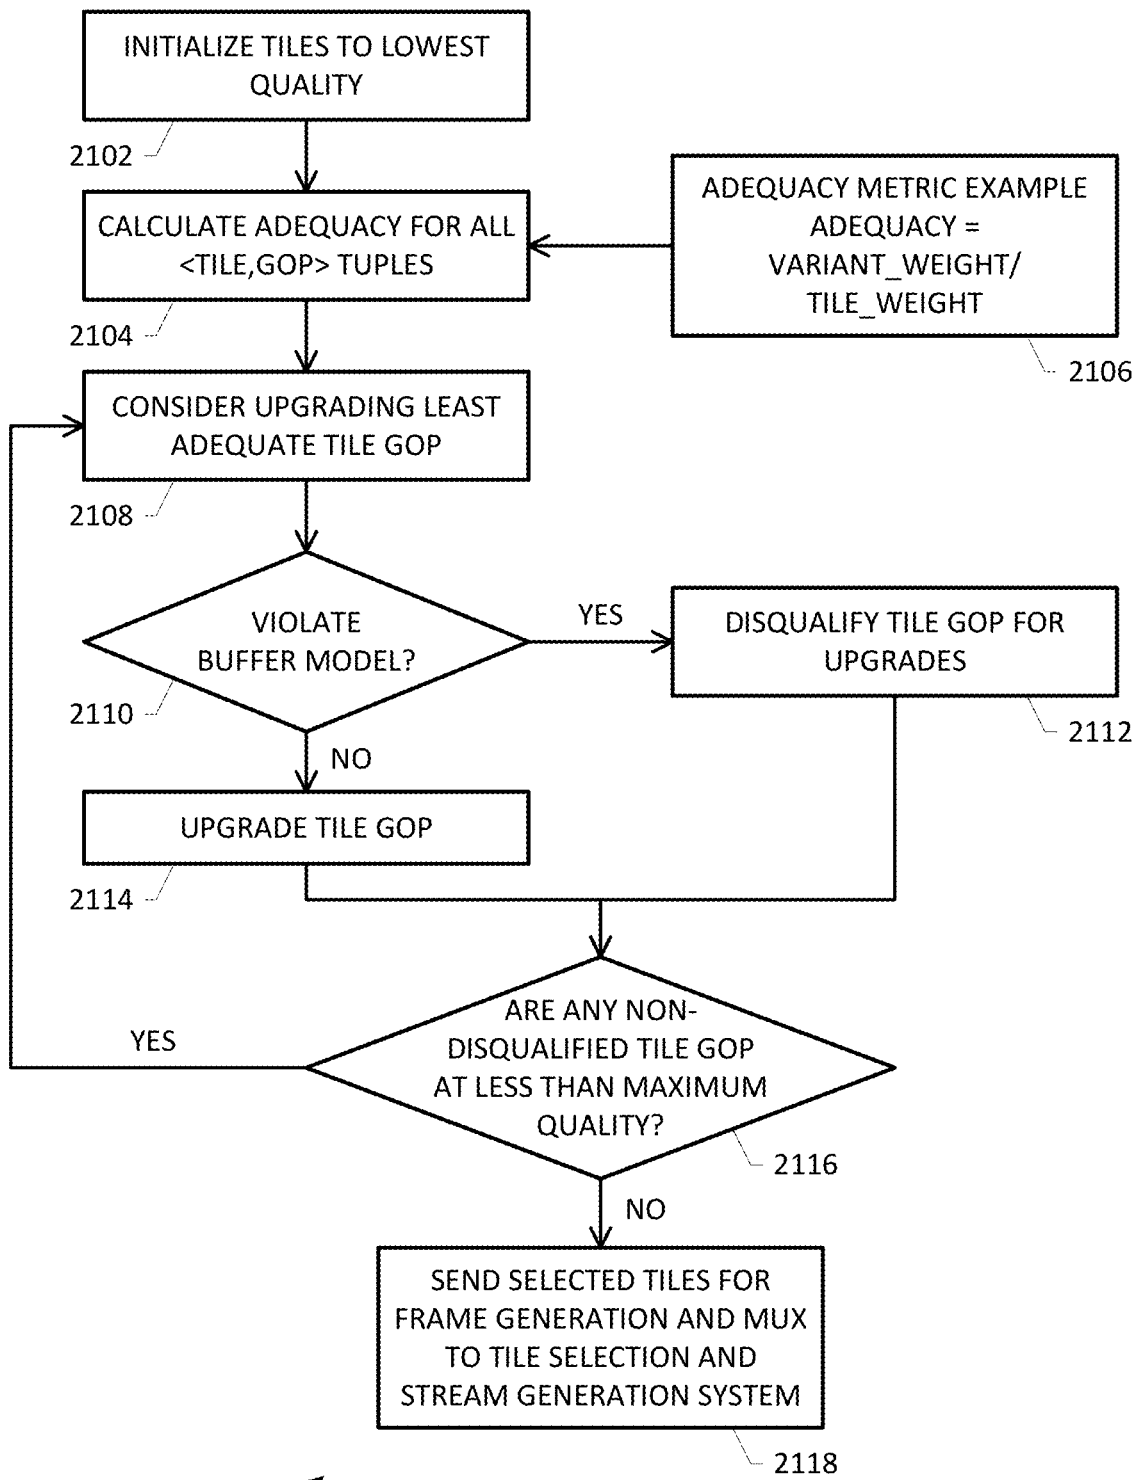 INITIALIZE TILES TO LOWEST
QUALITY
2102
CALCULATE ADEQUACY FOR ALL
<TILE,GOP> TUPLES
2104
ADEQUACY METRIC EXAMPLE
ADEQUACY =
VARIANT_WEIGHT/
TILE_WEIGHT
2106
CONSIDER UPGRADING LEAST
ADEQUATE TILE GOP
2108
VIOLATE
BUFFER MODEL?
2110
YES
DISQUALIFY TILE GOP FOR
UPGRADES
2112
NO
UPGRADE TILE GOP
2114
ARE ANY NON-
DISQUALIFIED TILE GOP
AT LESS THAN MAXIMUM
QUALITY?
2116
YES
NO
SEND SELECTED TILES FOR
FRAME GENERATION AND MUX
TO TILE SELECTION AND
STREAM GENERATION SYSTEM
2118